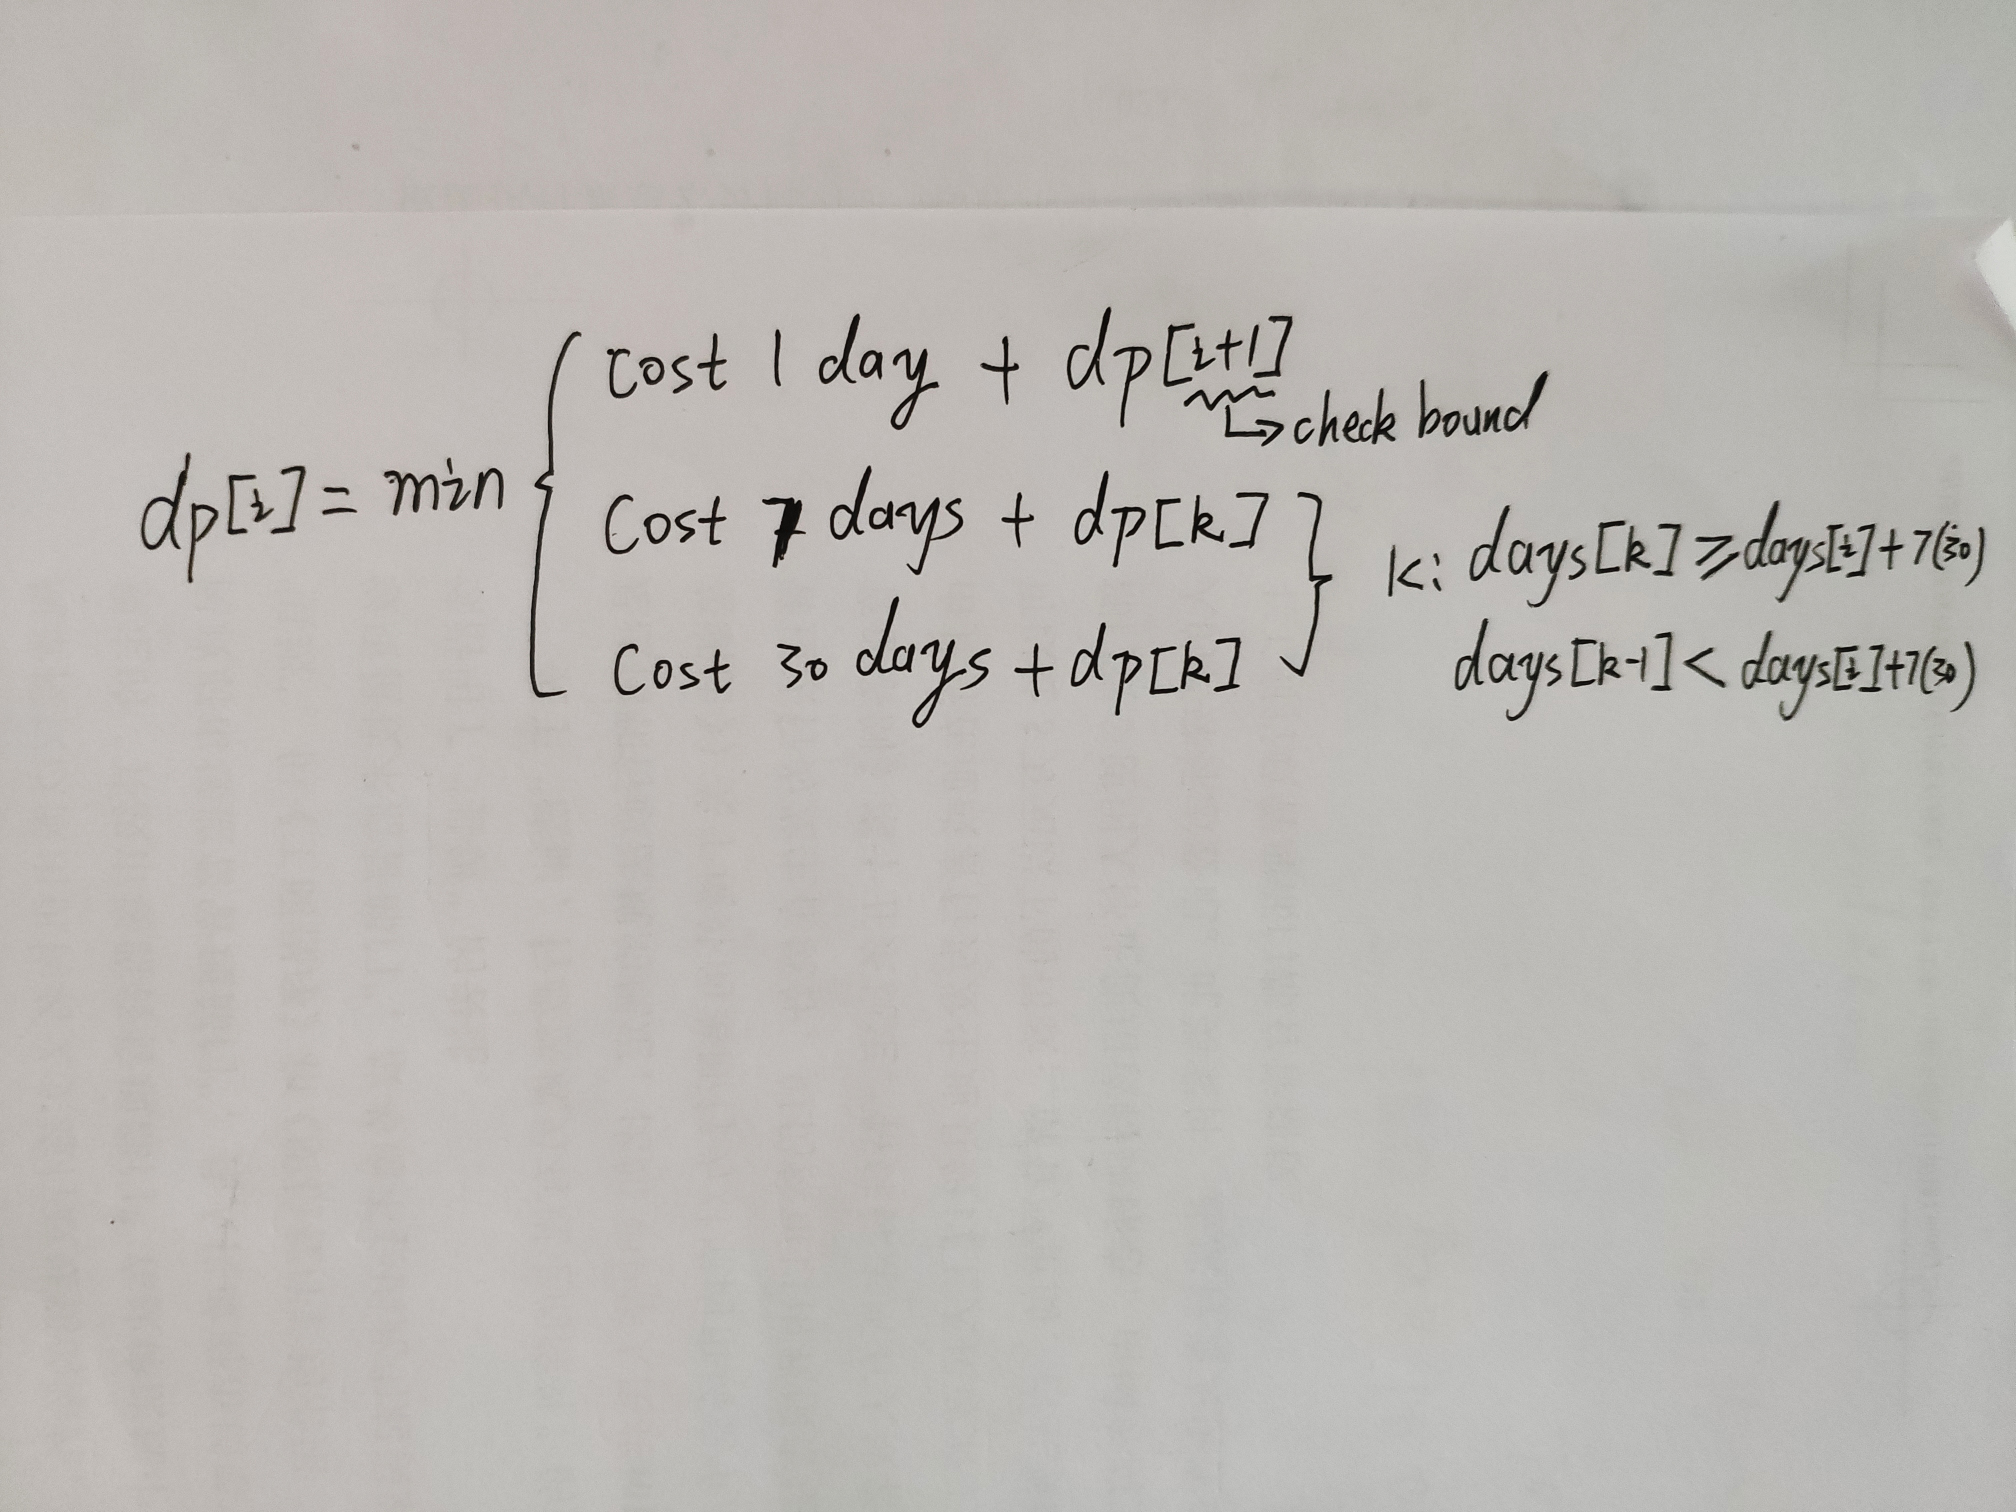 cost 1 day + dp[i+1]
↳ check bound
dp[i] = min
Cost 7 days + dp[k]
k: days[k] ≥ days[i]+7(30)
Cost 30 days + dp[k]
days[k-1] < days[i]+7(30)